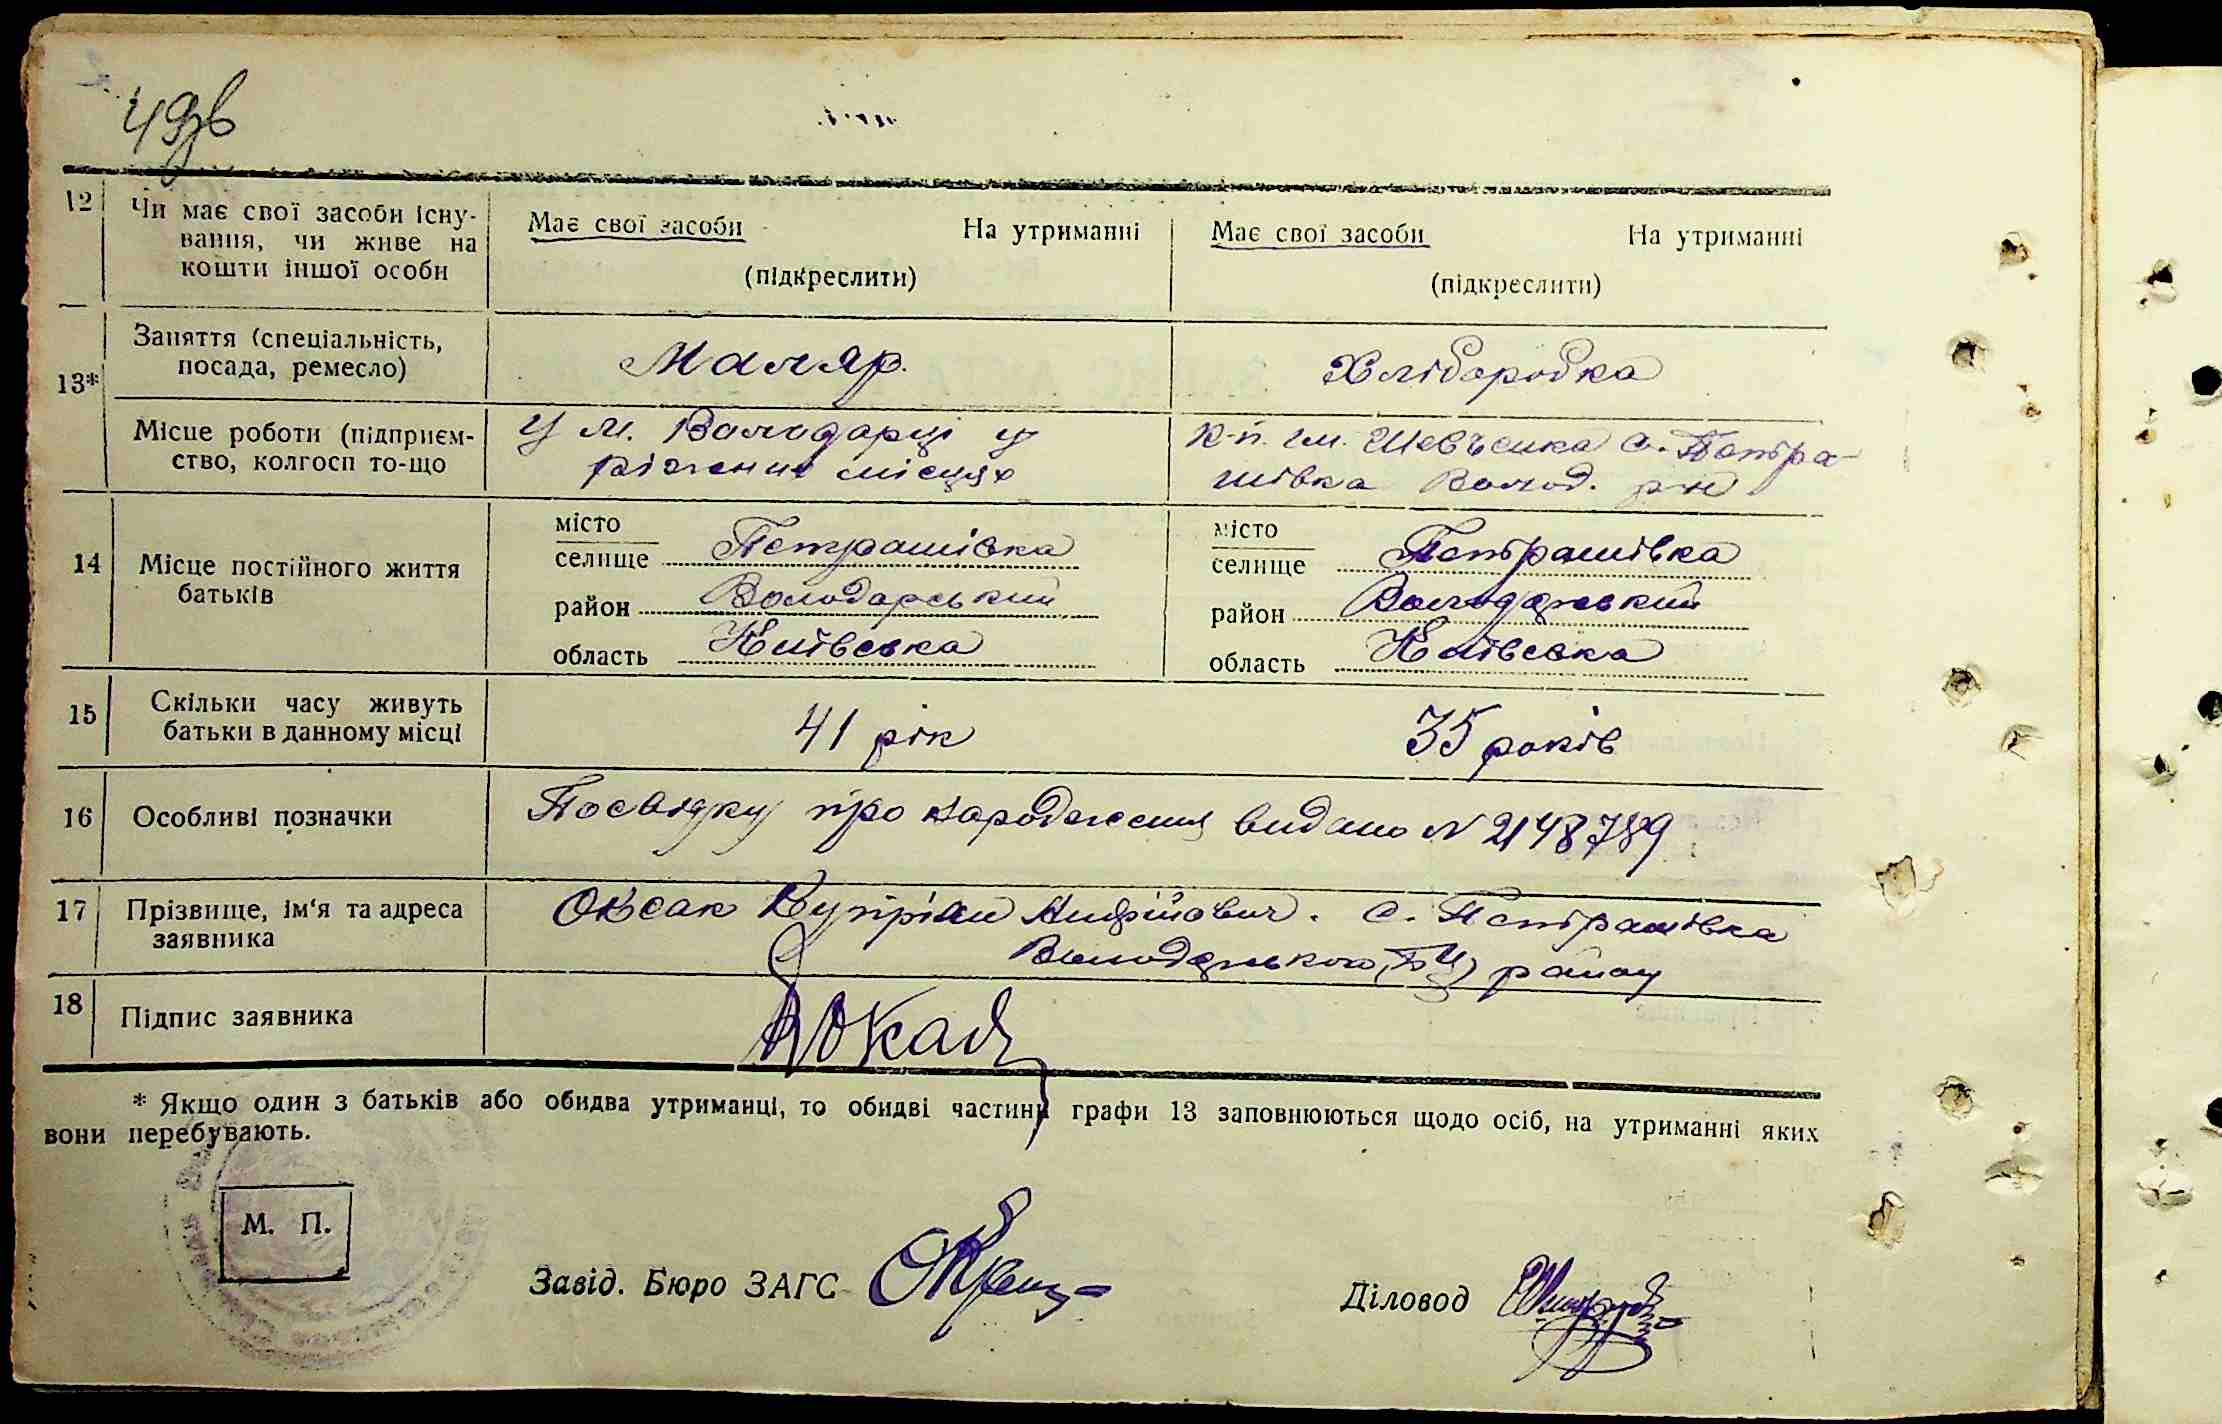 49зв
12 Чи має свої засоби існу-
вання, чи живе на
кошти іншої особи
Має свої засоби На утриманні
(підкреслити)
Має свої засоби На утриманні
(підкреслити)
13*
Заняття (спеціальність,
посада, ремесло)
Маляр.
Хліборобка
Місце роботи (підприєм-
ство, колгосп то-що
У м. Володарці у
різених місцях
К-п. ім. Шевъченка с. Петра-
шівка Волод. р-н
14 Місце постійного життя
батьків
місто
селище Петрашівка
район Володарський
область Київська
місто
селище Петрашівка
район Володарський
область Київська
15 Скільки часу живуть
батьки в данному місці
41 рік
35 років
16 Особливі позначки
Посвідку про народження видано N 2148789
17 Прізвище, ім'я та адреса
заявника
Оксак Купріян с. Петрашівка
Володарського, БЦ, району
18 Підпис заявника
* Якщо один з батьків або обидва утриманці, то обидві частини графи 13 заповнюються щодо осіб, на утриманні яких
вони перебувають.
М. П.
Завід. Бюро ЗАГС
Діловод